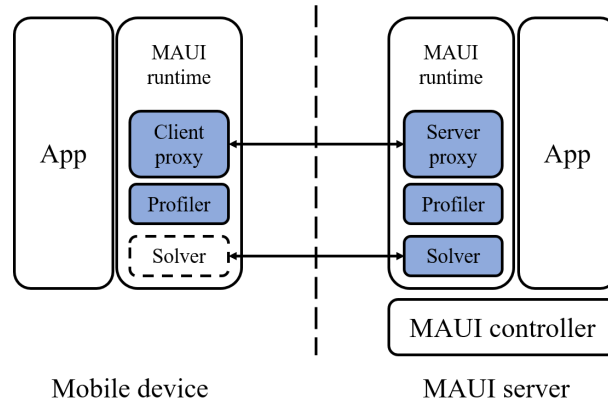 App
MAUI
runtime
Client
proxy
Profiler
Solver
MAUI
runtime
Server
proxy
Profiler
Solver
App
MAUI controller
Mobile device
MAUI server